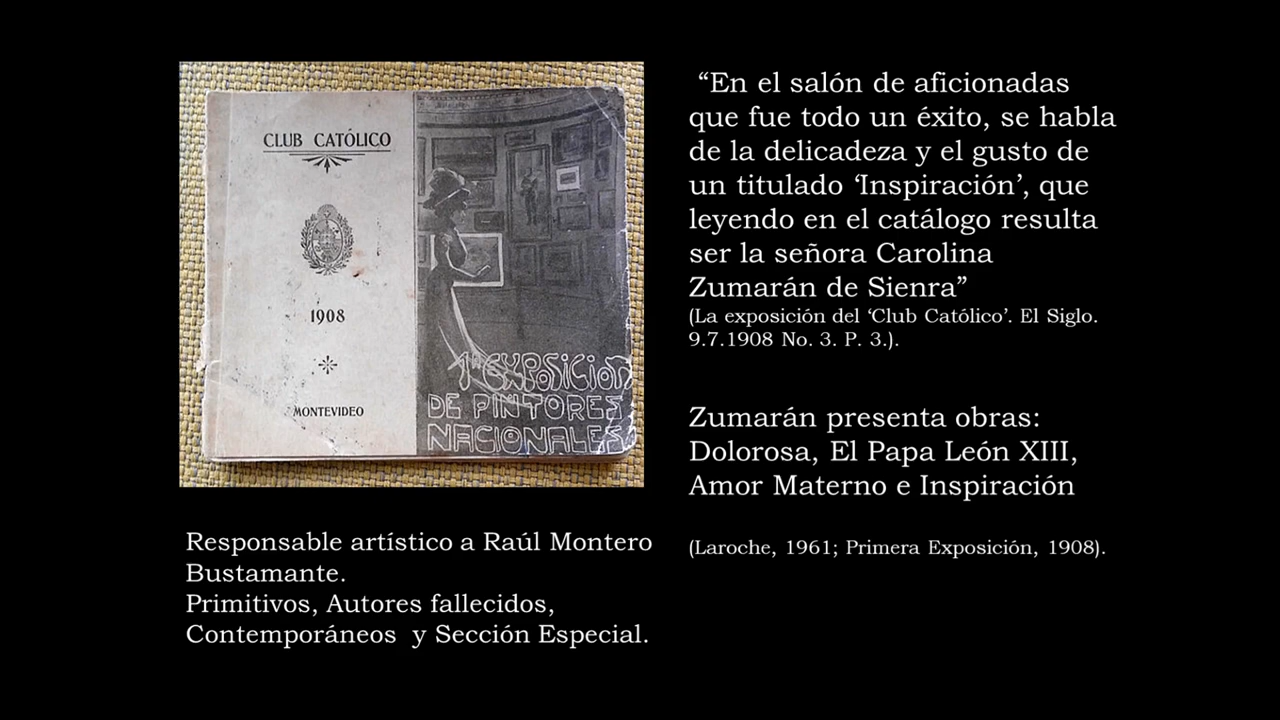 CLUB CATÓLICO
1908
MONTEVIDEO
1ª EXPOSICION
DE PINTORES
NACIONALES
Responsable artístico a Raúl Montero
Bustamante.
Primitivos, Autores fallecidos,
Contemporáneos  y Sección Especial.
“En el salón de aficionadas
que fue todo un éxito, se habla
de la delicadeza y el gusto de
un titulado ‘Inspiración’, que
leyendo en el catálogo resulta
ser la señora Carolina
Zumarán de Sienra”
(La exposición del ‘Club Católico’. El Siglo.
9.7.1908 No. 3. P. 3.).
Zumarán presenta obras:
Dolorosa, El Papa León XIII,
Amor Materno e Inspiración
(Laroche, 1961; Primera Exposición, 1908).